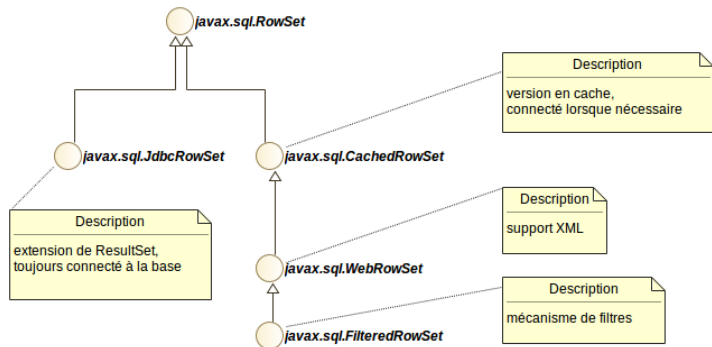 javax.sql.RowSet
Description
version en cache,
connecté lorsque nécessaire
javax.sql.JdbcRowSet
javax.sql.CachedRowSet
Description
extension de ResultSet,
toujours connecté à la base
Description
support XML
javax.sql.WebRowSet
Description
mécanisme de filtres
javax.sql.FilteredRowSet